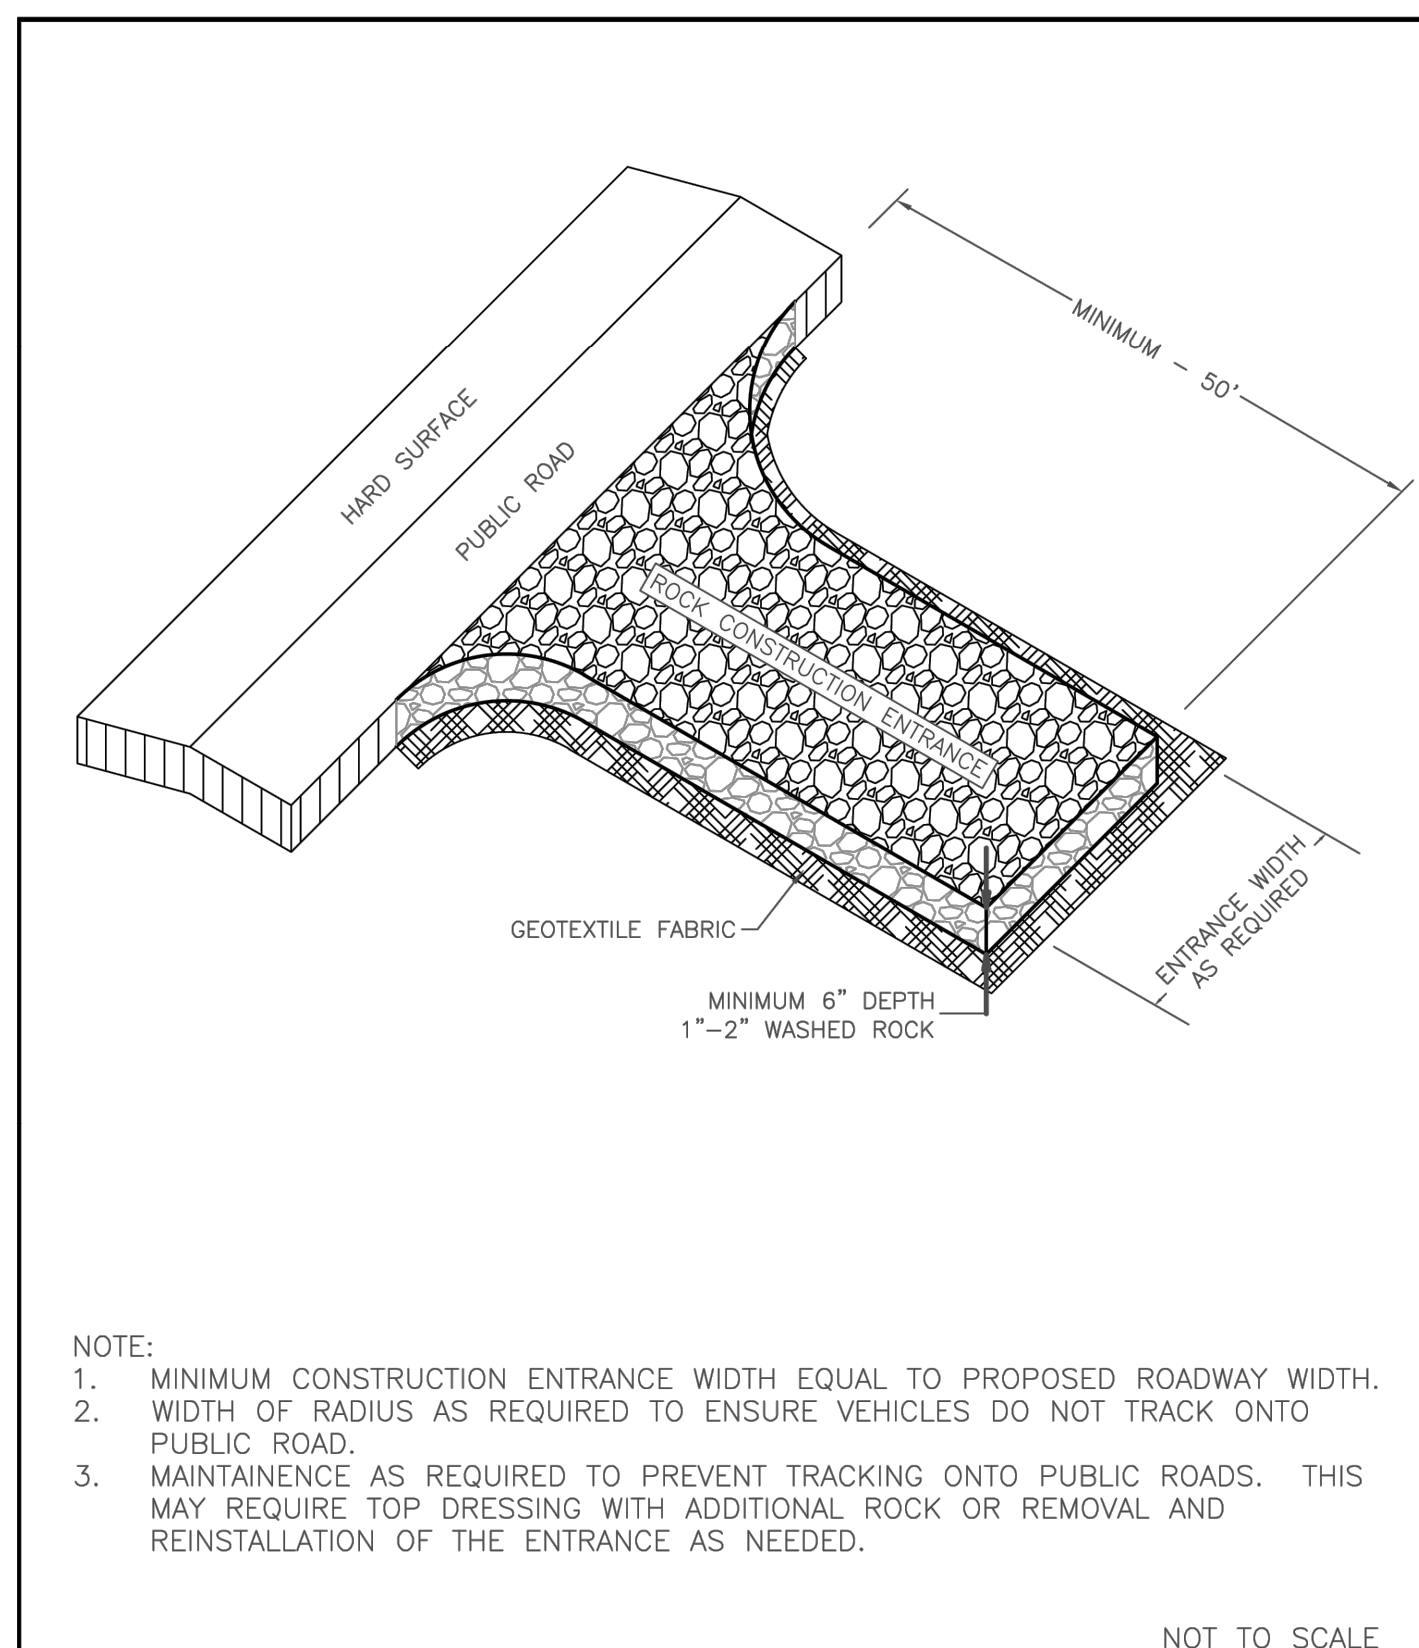 MINIMUM - 50'
HARD SURFACE
PUBLIC ROAD
ROCK CONSTRUCTION ENTRANCE
ENTRANCE WIDTH
AS REQUIRED
GEOTEXTILE FABRIC
MINIMUM 6" DEPTH
1"-2" WASHED ROCK
NOTE:
1. MINIMUM CONSTRUCTION ENTRANCE WIDTH EQUAL TO PROPOSED ROADWAY WIDTH.
2. WIDTH OF RADIUS AS REQUIRED TO ENSURE VEHICLES DO NOT TRACK ONTO
PUBLIC ROAD.
3. MAINTAINENCE AS REQUIRED TO PREVENT TRACKING ONTO PUBLIC ROADS. THIS
MAY REQUIRE TOP DRESSING WITH ADDITIONAL ROCK OR REMOVAL AND
REINSTALLATION OF THE ENTRANCE AS NEEDED.
NOT TO SCALE